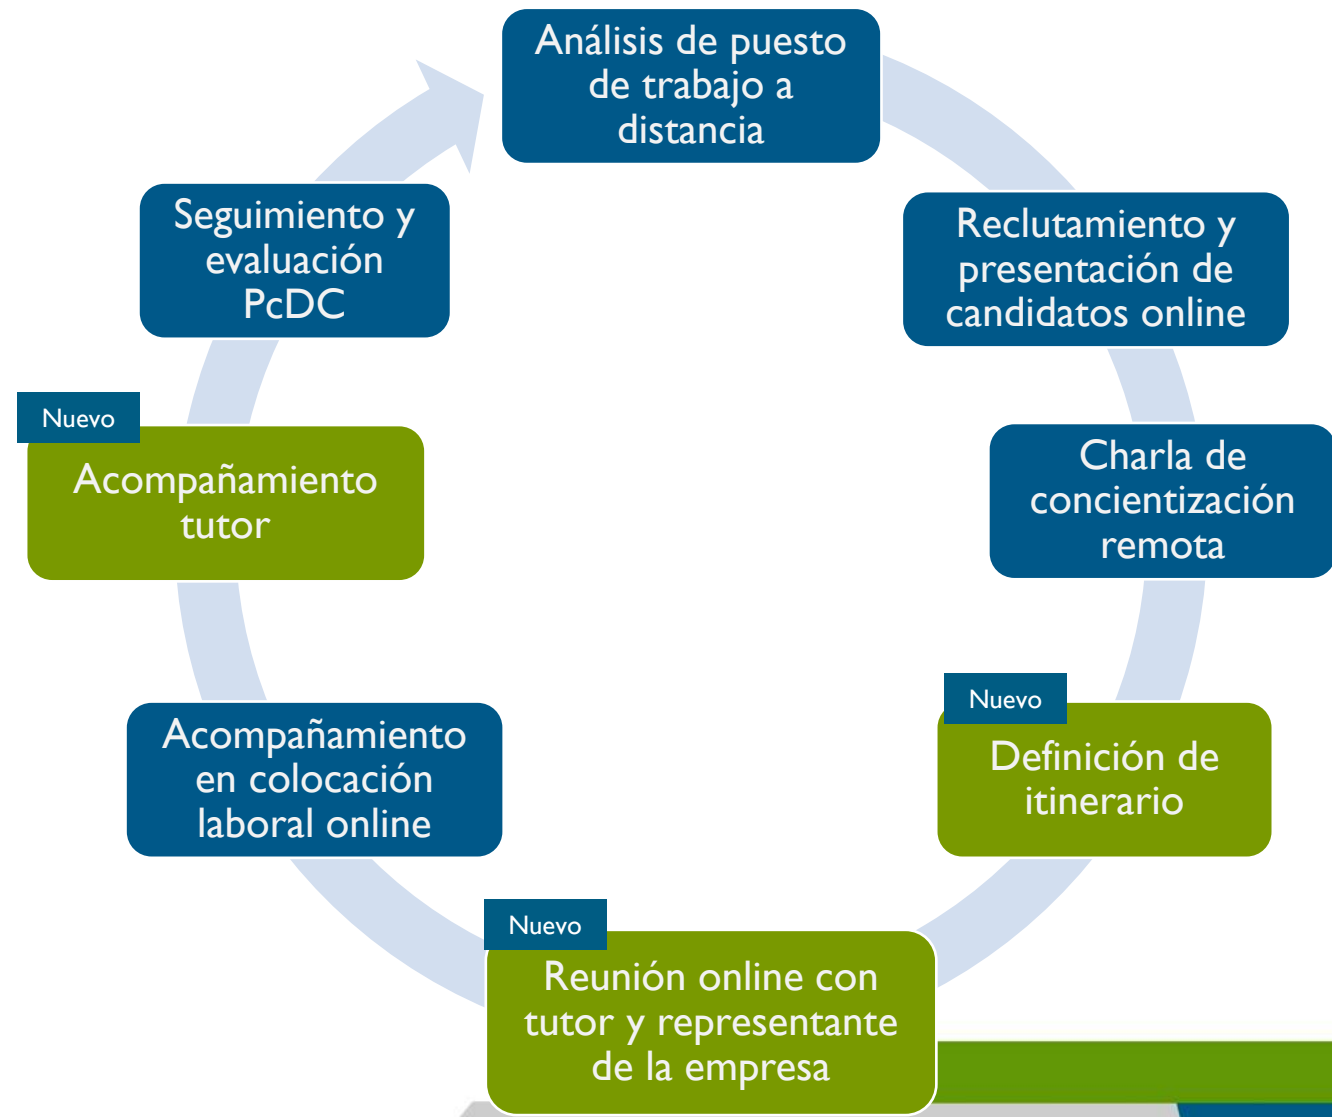 Análisis de puesto
de trabajo a
distancia
Reclutamiento y
presentación de
candidatos online
Charla de
concientización
remota
Nuevo
Definición de
itinerario
Nuevo
Reunión online con
tutor y representante
de la empresa
Acompañamiento
en colocación
laboral online
Nuevo
Acompañamiento
tutor
Seguimiento y
evaluación
PcDC